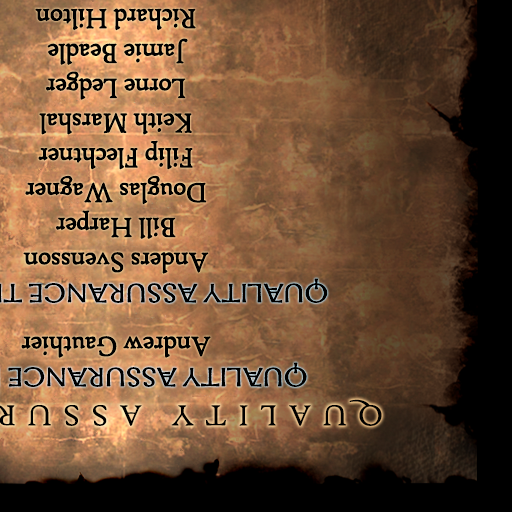 QUALITY ASSUR
QUALITY ASSURANCE
Andrew Gauthier
QUALITY ASSURANCE T
Anders Svensson
Bill Harper
Douglas Wagner
Filip Flechtner
Keith Marshal
Lorne Ledger
Jamie Beadle
Richard Hilton